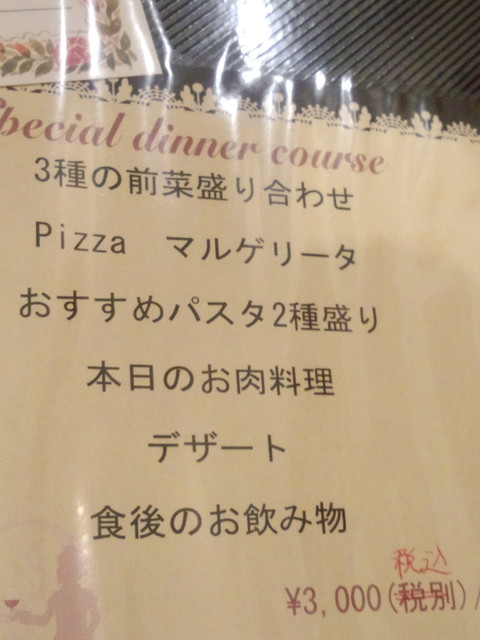 Special dinner course
3種の前菜盛り合わせ
Pizza　マルゲリータ
おすすめパスタ2種盛り
本日のお肉料理
デザート
食後のお飲み物
税込
¥3,000(税別)/